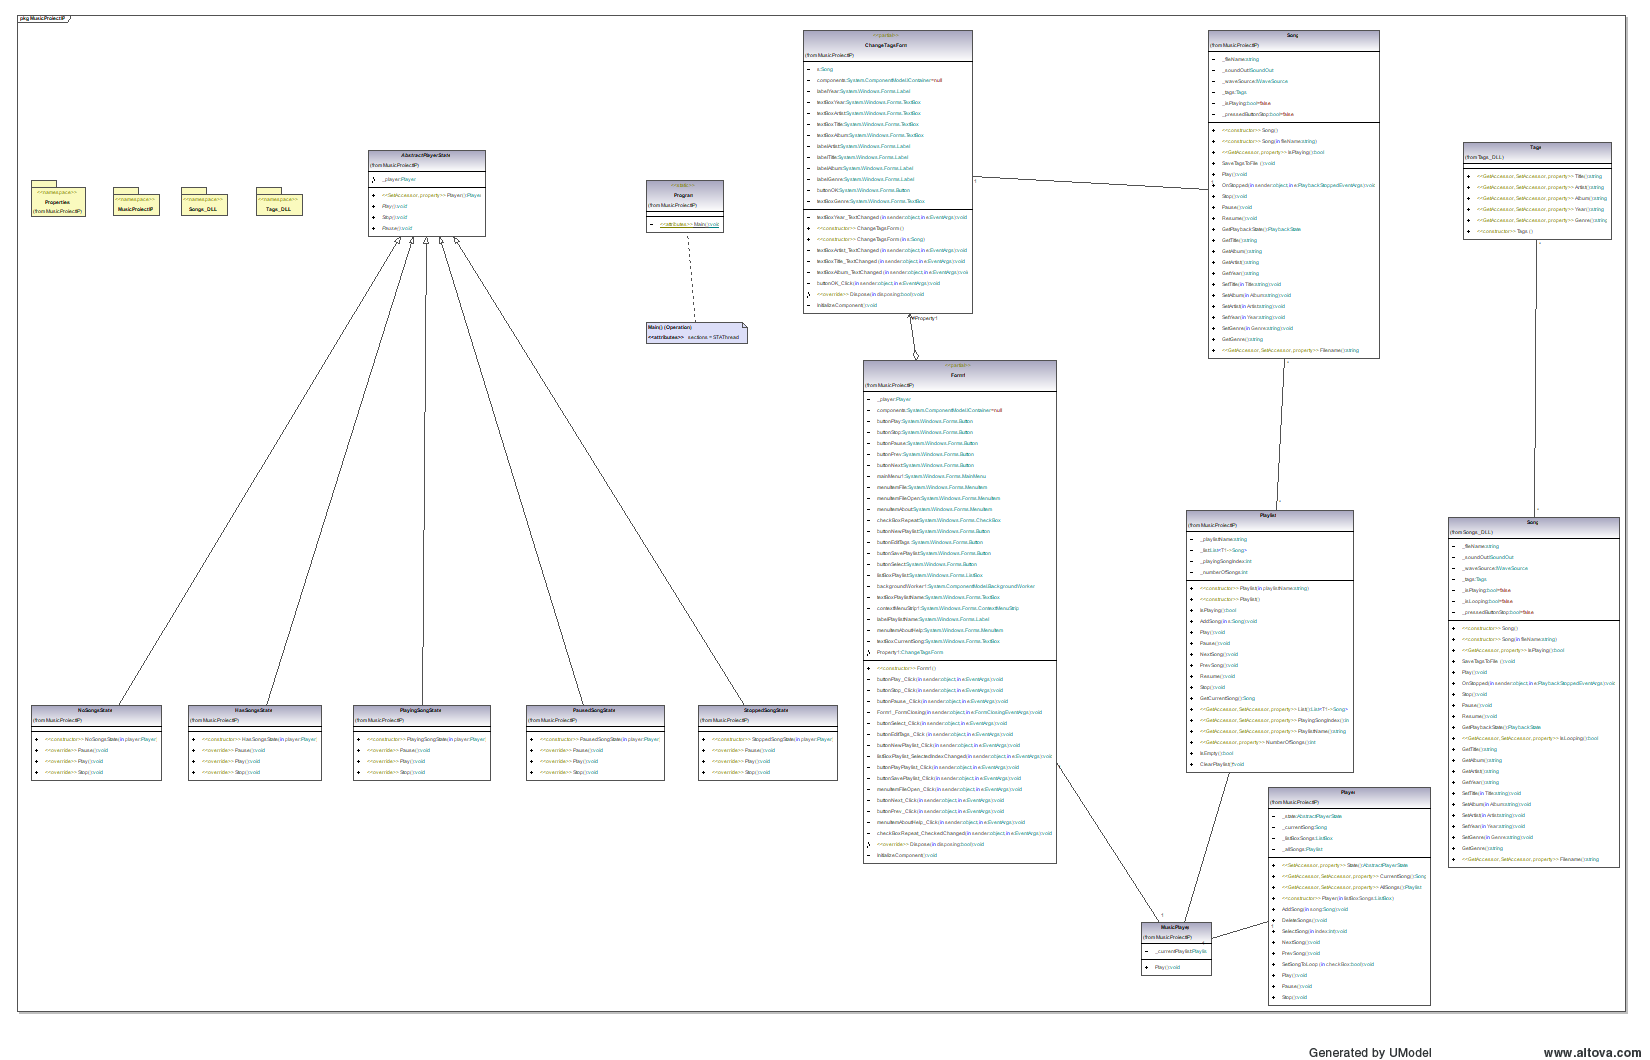 pkg MusicProiectIP
<<namespace>>
Properties
(from MusicProiectIP)
<<namespace>>
MusicProiectIP
<<namespace>>
Songs_DLL
<<namespace>>
Tags_DLL
AbstractPlayerState
(from MusicProiectIP)
_player:Player
<<SetAccessor, property>> Player():Player
Play():void
Stop():void
Pause():void
<<static>>
Program
(from MusicProiectIP)
<<attributes>> Main():void
Main() (Operation)
<<attributes>> sections = STAThread
<<partial>>
ChangeTagsForm
(from MusicProiectIP)
s:Song
components:System.ComponentModel.IContainer=null
labelYear:System.Windows.Forms.Label
textBoxYear:System.Windows.Forms.TextBox
textBoxArtist:System.Windows.Forms.TextBox
textBoxTitle:System.Windows.Forms.TextBox
textBoxAlbum:System.Windows.Forms.TextBox
labelArtist:System.Windows.Forms.Label
labelTitle:System.Windows.Forms.Label
labelAlbum:System.Windows.Forms.Label
labelGenre:System.Windows.Forms.Label
buttonOK:System.Windows.Forms.Button
textBoxGenre:System.Windows.Forms.TextBox
textBoxYear_TextChanged(in sender:object,in e:EventArgs):void
<<constructor>> ChangeTagsForm()
<<constructor>> ChangeTagsForm(in s:Song)
textBoxArtist_TextChanged(in sender:object,in e:EventArgs):void
textBoxTitle_TextChanged(in sender:object,in e:EventArgs):void
textBoxAlbum_TextChanged(in sender:object,in e:EventArgs):void
buttonOK_Click(in sender:object,in e:EventArgs):void
<<override>> Dispose(in disposing:bool):void
InitializeComponent():void
#Property1
<<partial>>
Form1
(from MusicProiectIP)
_player:Player
components:System.ComponentModel.IContainer=null
buttonPlay:System.Windows.Forms.Button
buttonStop:System.Windows.Forms.Button
buttonPause:System.Windows.Forms.Button
buttonPrev:System.Windows.Forms.Button
buttonNext:System.Windows.Forms.Button
mainMenu1:System.Windows.Forms.MainMenu
menuItemFile:System.Windows.Forms.MenuItem
menuItemFileOpen:System.Windows.Forms.MenuItem
menuItemAbout:System.Windows.Forms.MenuItem
checkBoxRepeat:System.Windows.Forms.CheckBox
buttonNewPlaylist:System.Windows.Forms.Button
buttonEditTags:System.Windows.Forms.Button
buttonSavePlaylist:System.Windows.Forms.Button
buttonSelect:System.Windows.Forms.Button
listBoxPlaylist:System.Windows.Forms.ListBox
backgroundWorker1:System.ComponentModel.BackgroundWorker
textBoxPlaylistName:System.Windows.Forms.TextBox
contextMenuStrip1:System.Windows.Forms.ContextMenuStrip
labelPlaylistName:System.Windows.Forms.Label
menuItemAboutHelp:System.Windows.Forms.MenuItem
textBoxCurrentSong:System.Windows.Forms.TextBox
Property1:ChangeTagsForm
<<constructor>> Form1()
buttonPlay_Click(in sender:object,in e:EventArgs):void
buttonStop_Click(in sender:object,in e:EventArgs):void
buttonPause_Click(in sender:object,in e:EventArgs):void
Form1_FormClosing(in sender:object,in e:FormClosingEventArgs):void
buttonSelect_Click(in sender:object,in e:EventArgs):void
buttonEditTags_Click(in sender:object,in e:EventArgs):void
buttonNewPlaylist_Click(in sender:object,in e:EventArgs):void
listBoxPlaylist_SelectedIndexChanged(in sender:object,in e:EventArgs):void
buttonPlayPlaylist_Click(in sender:object,in e:EventArgs):void
buttonSavePlaylist_Click(in sender:object,in e:EventArgs):void
menuItemFileOpen_Click(in sender:object,in e:EventArgs):void
buttonNext_Click(in sender:object,in e:EventArgs):void
buttonPrev_Click(in sender:object,in e:EventArgs):void
menuItemAboutHelp_Click(in sender:object,in e:EventArgs):void
checkBoxRepeat_CheckedChanged(in sender:object,in e:EventArgs):void
<<override>> Dispose(in disposing:bool):void
InitializeComponent():void
Song
(from MusicProiectIP)
_fileName:string
_soundOut:ISoundOut
_waveSource:IWaveSource
_tags:Tags
_isPlaying:bool=false
_pressedButtonStop:bool=false
<<constructor>> Song()
<<constructor>> Song(in fileName:string)
<<GetAccessor, property>> IsPlaying():bool
SaveTagsToFile():void
Play():void
OnStopped(in sender:object,in e:PlaybackStoppedEventArgs):void
Stop():void
Pause():void
Resume():void
GetPlaybackState():PlaybackState
GetTitle():string
GetAlbum():string
GetArtist():string
GetYear():string
SetTitle(in Title:string):void
SetAlbum(in Album:string):void
SetArtist(in Artist:string):void
SetYear(in Year:string):void
SetGenre(in Genre:string):void
GetGenre():string
<<GetAccessor, SetAccessor, property>> Filename():string
Tags
(from Tags_DLL)
<<GetAccessor, SetAccessor, property>> Title():string
<<GetAccessor, SetAccessor, property>> Artist():string
<<GetAccessor, SetAccessor, property>> Album():string
<<GetAccessor, SetAccessor, property>> Year():string
<<GetAccessor, SetAccessor, property>> Genre():string
<<constructor>> Tags()
Playlist
(from MusicProiectIP)
_playlistName:string
_list:List<T1->Song>
_playingSongIndex:int
_numberOfSongs:int
<<constructor>> Playlist(in playlistName:string)
<<constructor>> Playlist()
IsPlaying():bool
AddSong(in s:Song):void
Play():void
Pause():void
NextSong():void
PrevSong():void
Resume():void
Stop():void
GetCurrentSong():Song
<<GetAccessor, SetAccessor, property>> List():List<T1->Song>
<<GetAccessor, SetAccessor, property>> PlayingSongIndex():in
<<GetAccessor, SetAccessor, property>> PlaylistName():string
<<GetAccessor, property>> NumberOfSongs():int
IsEmpty():bool
ClearPlaylist():void
Song
(from Songs_DLL)
_fileName:string
_soundOut:ISoundOut
_waveSource:IWaveSource
_tags:Tags
_isPlaying:bool=false
_isLooping:bool=false
_pressedButtonStop:bool=false
<<constructor>> Song()
<<constructor>> Song(in fileName:string)
<<GetAccessor, property>> IsPlaying():bool
SaveTagsToFile():void
Play():void
OnStopped(in sender:object,in e:PlaybackStoppedEventArgs):void
Stop():void
Pause():void
Resume():void
GetPlaybackState():PlaybackState
<<GetAccessor, SetAccessor, property>> IsLooping():bool
GetTitle():string
GetAlbum():string
GetArtist():string
GetYear():string
SetTitle(in Title:string):void
SetAlbum(in Album:string):void
SetArtist(in Artist:string):void
SetYear(in Year:string):void
SetGenre(in Genre:string):void
GetGenre():string
<<GetAccessor, SetAccessor, property>> Filename():string
NoSongsState
(from MusicProiectIP)
<<constructor>> NoSongsState(in player:Player)
<<override>> Pause():void
<<override>> Play():void
<<override>> Stop():void
HasSongsState
(from MusicProiectIP)
<<constructor>> HasSongsState(in player:Player)
<<override>> Pause():void
<<override>> Play():void
<<override>> Stop():void
PlayingSongState
(from MusicProiectIP)
<<constructor>> PlayingSongState(in player:Player)
<<override>> Pause():void
<<override>> Play():void
<<override>> Stop():void
PausedSongState
(from MusicProiectIP)
<<constructor>> PausedSongState(in player:Player)
<<override>> Pause():void
<<override>> Play():void
<<override>> Stop():void
StoppedSongState
(from MusicProiectIP)
<<constructor>> StoppedSongState(in player:Player)
<<override>> Pause():void
<<override>> Play():void
<<override>> Stop():void
MusicPlayer
(from MusicProiectIP)
_currentPlaylist:Playlis
Play():void
Player
(from MusicProiectIP)
_state:AbstractPlayerState
_currentSong:Song
_listBoxSongs:ListBox
_allSongs:Playlist
<<SetAccessor, property>> State():AbstractPlayerState
<<GetAccessor, SetAccessor, property>> CurrentSong():Song
<<GetAccessor, SetAccessor, property>> AllSongs():Playlist
<<constructor>> Player(in listBoxSongs:ListBox)
AddSong(in song:Song):void
DeleteSongs():void
SelectSong(in index:int):void
NextSong():void
PrevSong():void
SetSongToLoop(in checkBox:bool):void
Play():void
Pause():void
Stop():void
Generated by UModel
www.altova.com